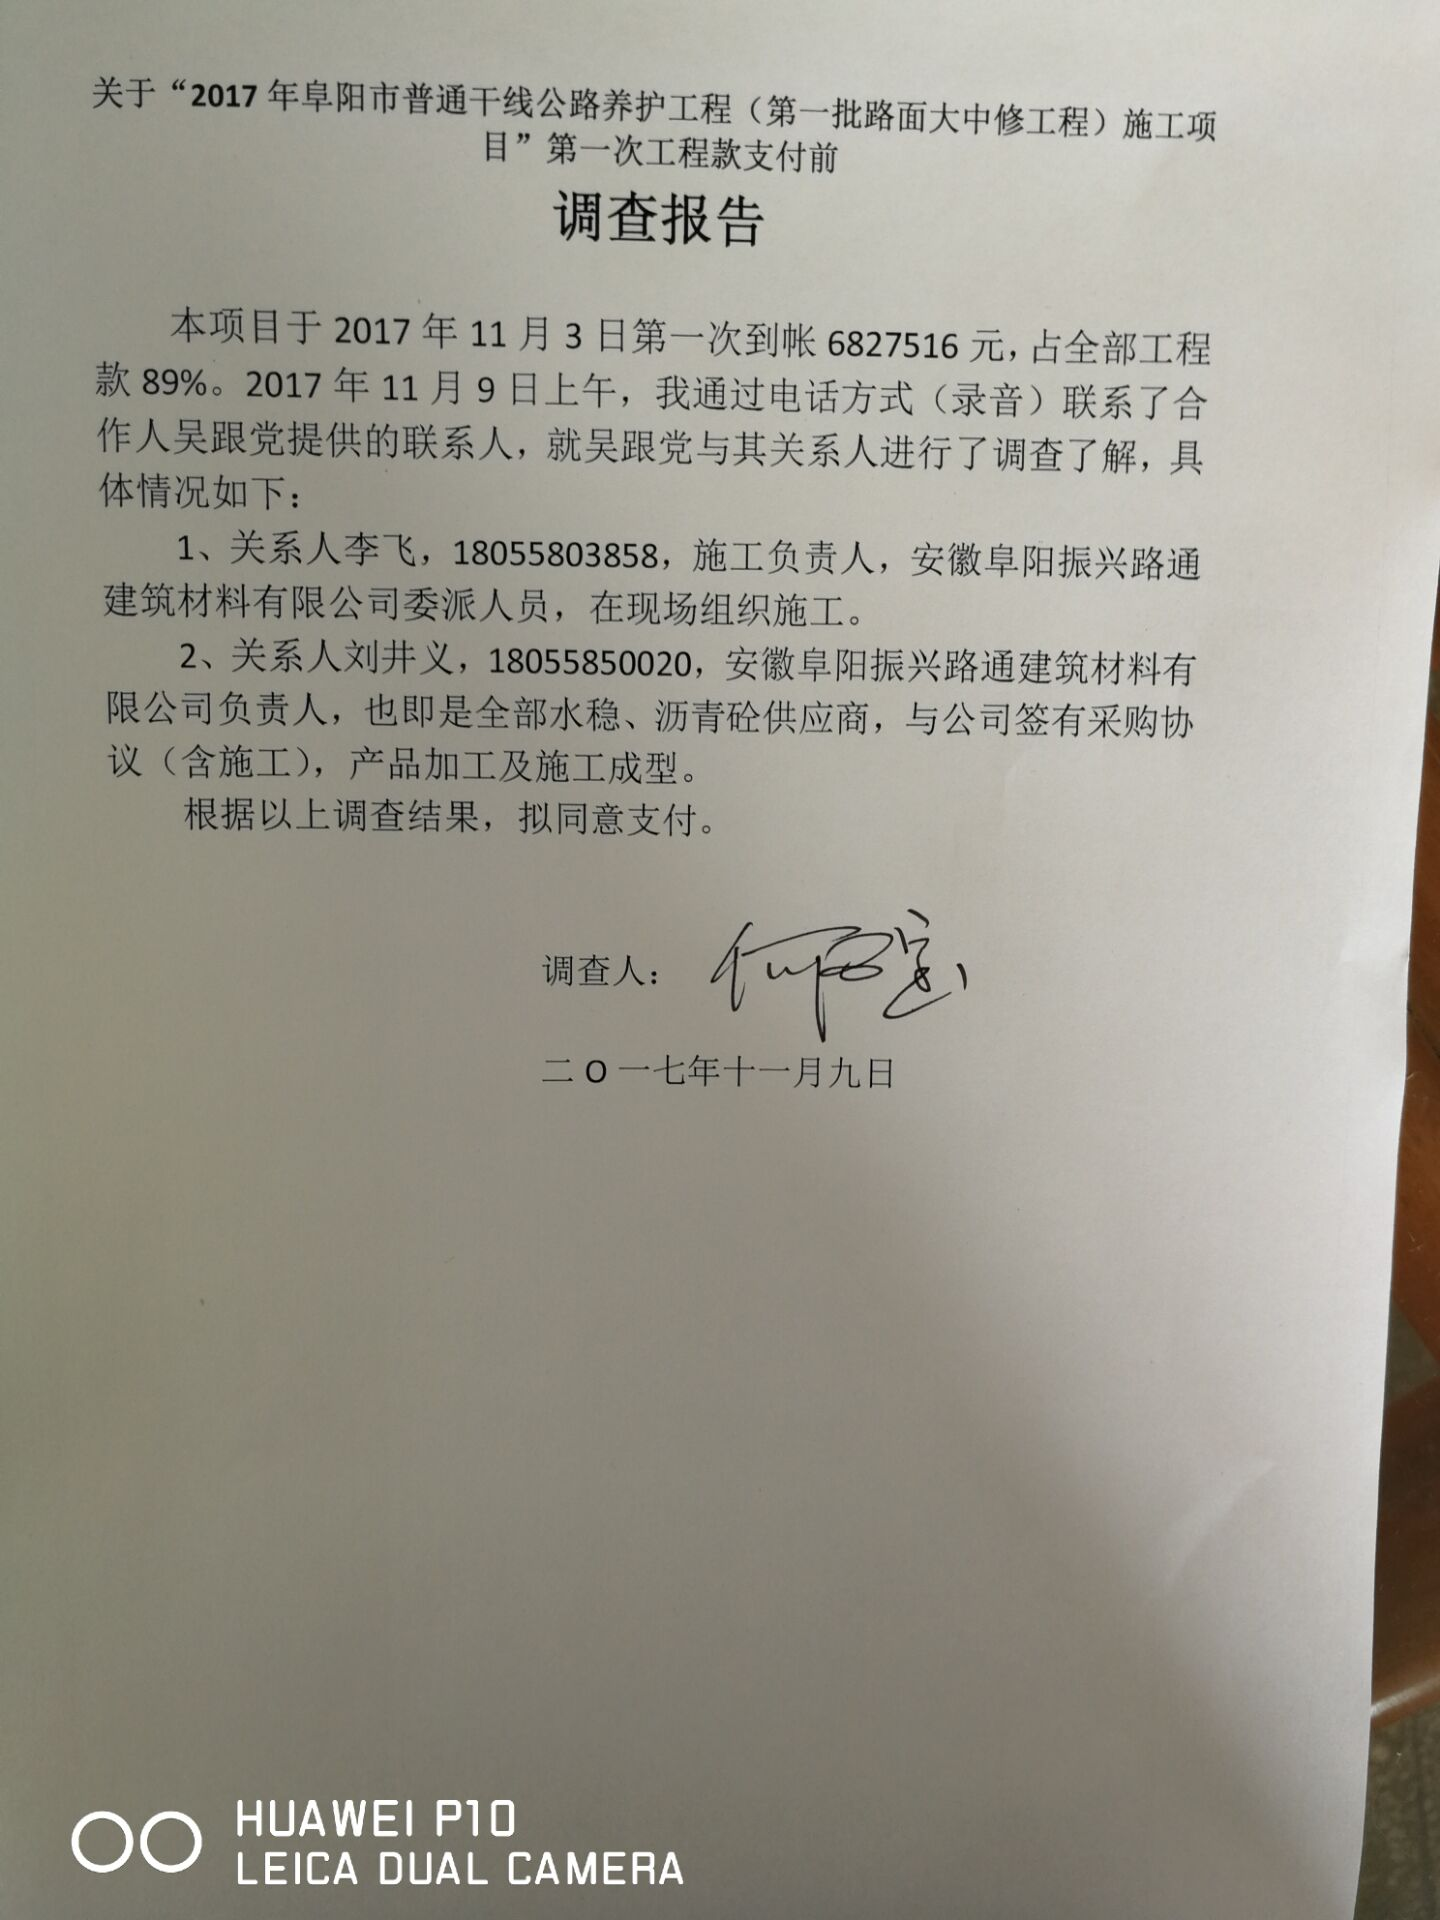 关于“2017年阜阳市普通干线公路养护工程（第一批路面大中修工程）施工项
目”第一次工程款支付前
调查报告
本项目于2017年11月3日第一次到帐6827516元，占全部工程
款89%。2017年11月9日上午，我通过电话方式（录音）联系了合
作人吴跟党提供的联系人，就吴跟党与其关系人进行了调查了解，具
体情况如下：
1、关系人李飞，18055803858，施工负责人，安徽阜阳振兴路通
建筑材料有限公司委派人员，在现场组织施工。
2、关系人刘井义，18055850020，安徽阜阳振兴路通建筑材料有
限公司负责人，也即是全部水稳、沥青砼供应商，与公司签有采购协
议（含施工），产品加工及施工成型。
根据以上调查结果，拟同意支付。
调查人：
二O一七年十一月九日
HUAWEI P10
LEICA DUAL CAMERA